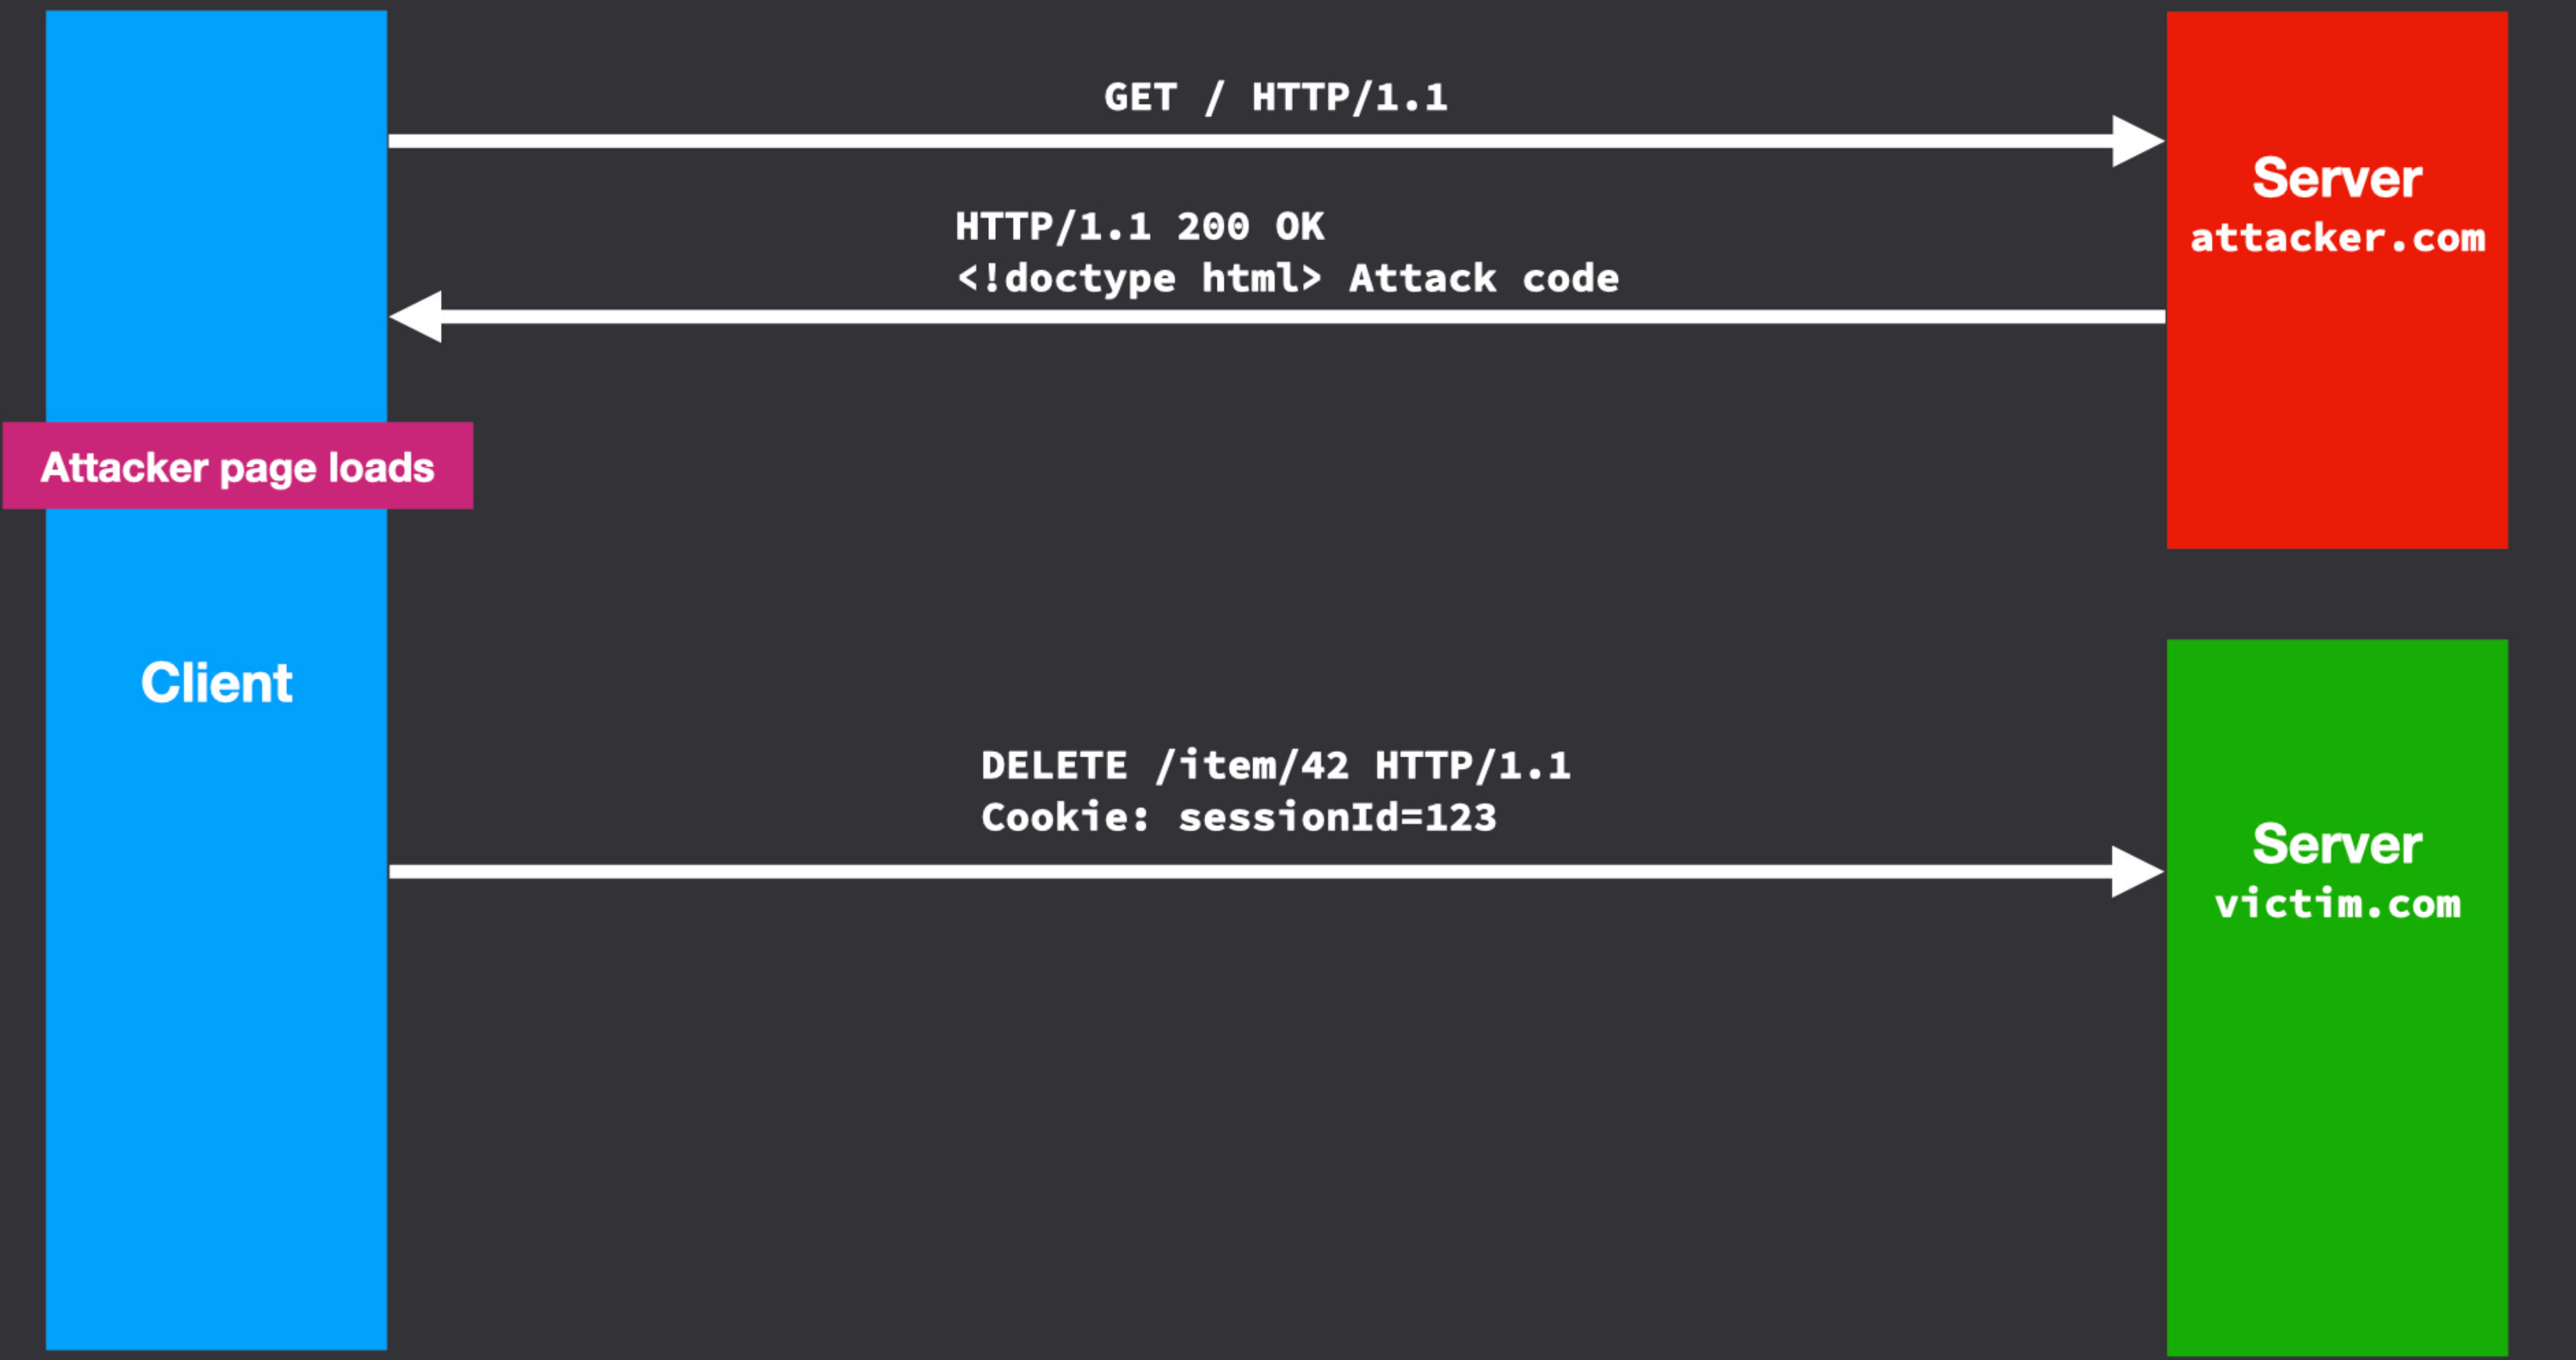 GET / HTTP/1.1
Server
attacker.com
HTTP/1.1 200 OK
<!doctype html> Attack code
Attacker page loads
Client
DELETE /item/42 HTTP/1.1
Cookie: sessionId=123
Server
victim.com